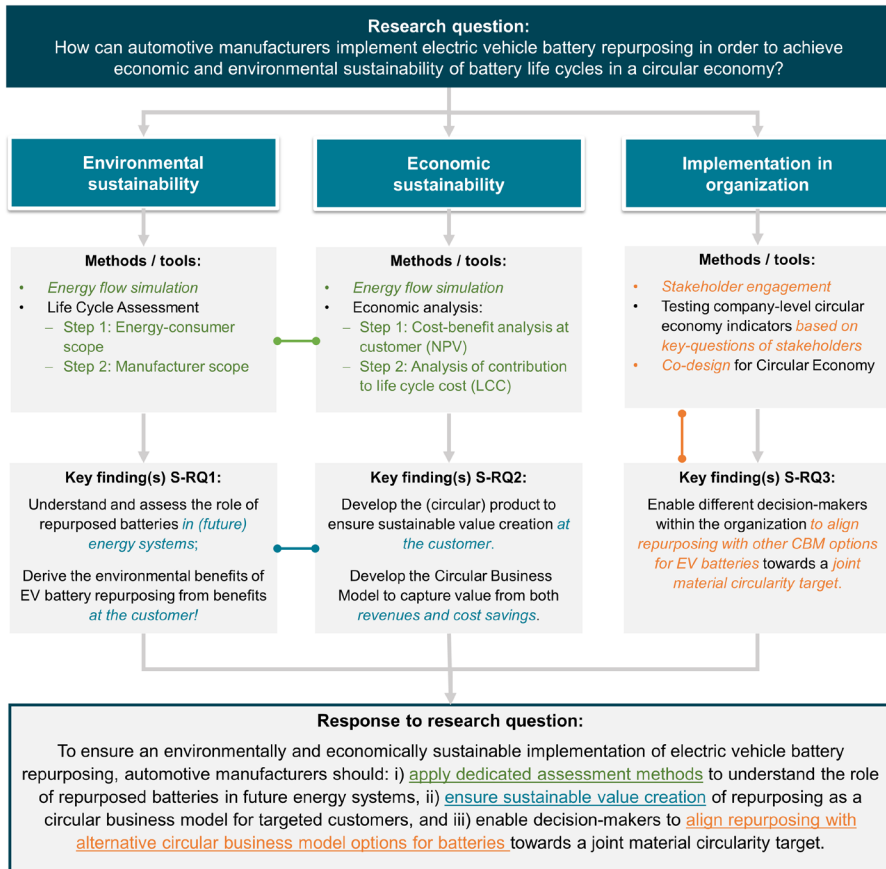 Research question:
How can automotive manufacturers implement electric vehicle battery repurposing in order to achieve
economic and environmental sustainability of battery life cycles in a circular economy?
Environmental
sustainability
Economic
sustainability
Implementation in
organization
Methods / tools:
• Energy flow simulation
• Life Cycle Assessment
– Step 1: Energy-consumer
scope
– Step 2: Manufacturer scope
Methods / tools:
• Energy flow simulation
• Economic analysis:
– Step 1: Cost-benefit analysis at
customer (NPV)
– Step 2: Analysis of contribution
to life cycle cost (LCC)
Methods / tools:
• Stakeholder engagement
• Testing company-level circular
economy indicators based on
key-questions of stakeholders
• Co-design for Circular Economy
Key finding(s) S-RQ1:
Understand and assess the role of
repurposed batteries in (future)
energy systems;
Derive the environmental benefits of
EV battery repurposing from benefits
at the customer!
Key finding(s) S-RQ2:
Develop the (circular) product to
ensure sustainable value creation at
the customer.
Develop the Circular Business
Model to capture value from both
revenues and cost savings.
Key finding(s) S-RQ3:
Enable different decision-makers
within the organization to align
repurposing with other CBM options
for EV batteries towards a joint
material circularity target.
Response to research question:
To ensure an environmentally and economically sustainable implementation of electric vehicle battery
repurposing, automotive manufacturers should: i) apply dedicated assessment methods to understand the role
of repurposed batteries in future energy systems, ii) ensure sustainable value creation of repurposing as a
circular business model for targeted customers, and iii) enable decision-makers to align repurposing with
alternative circular business model options for batteries towards a joint material circularity target.